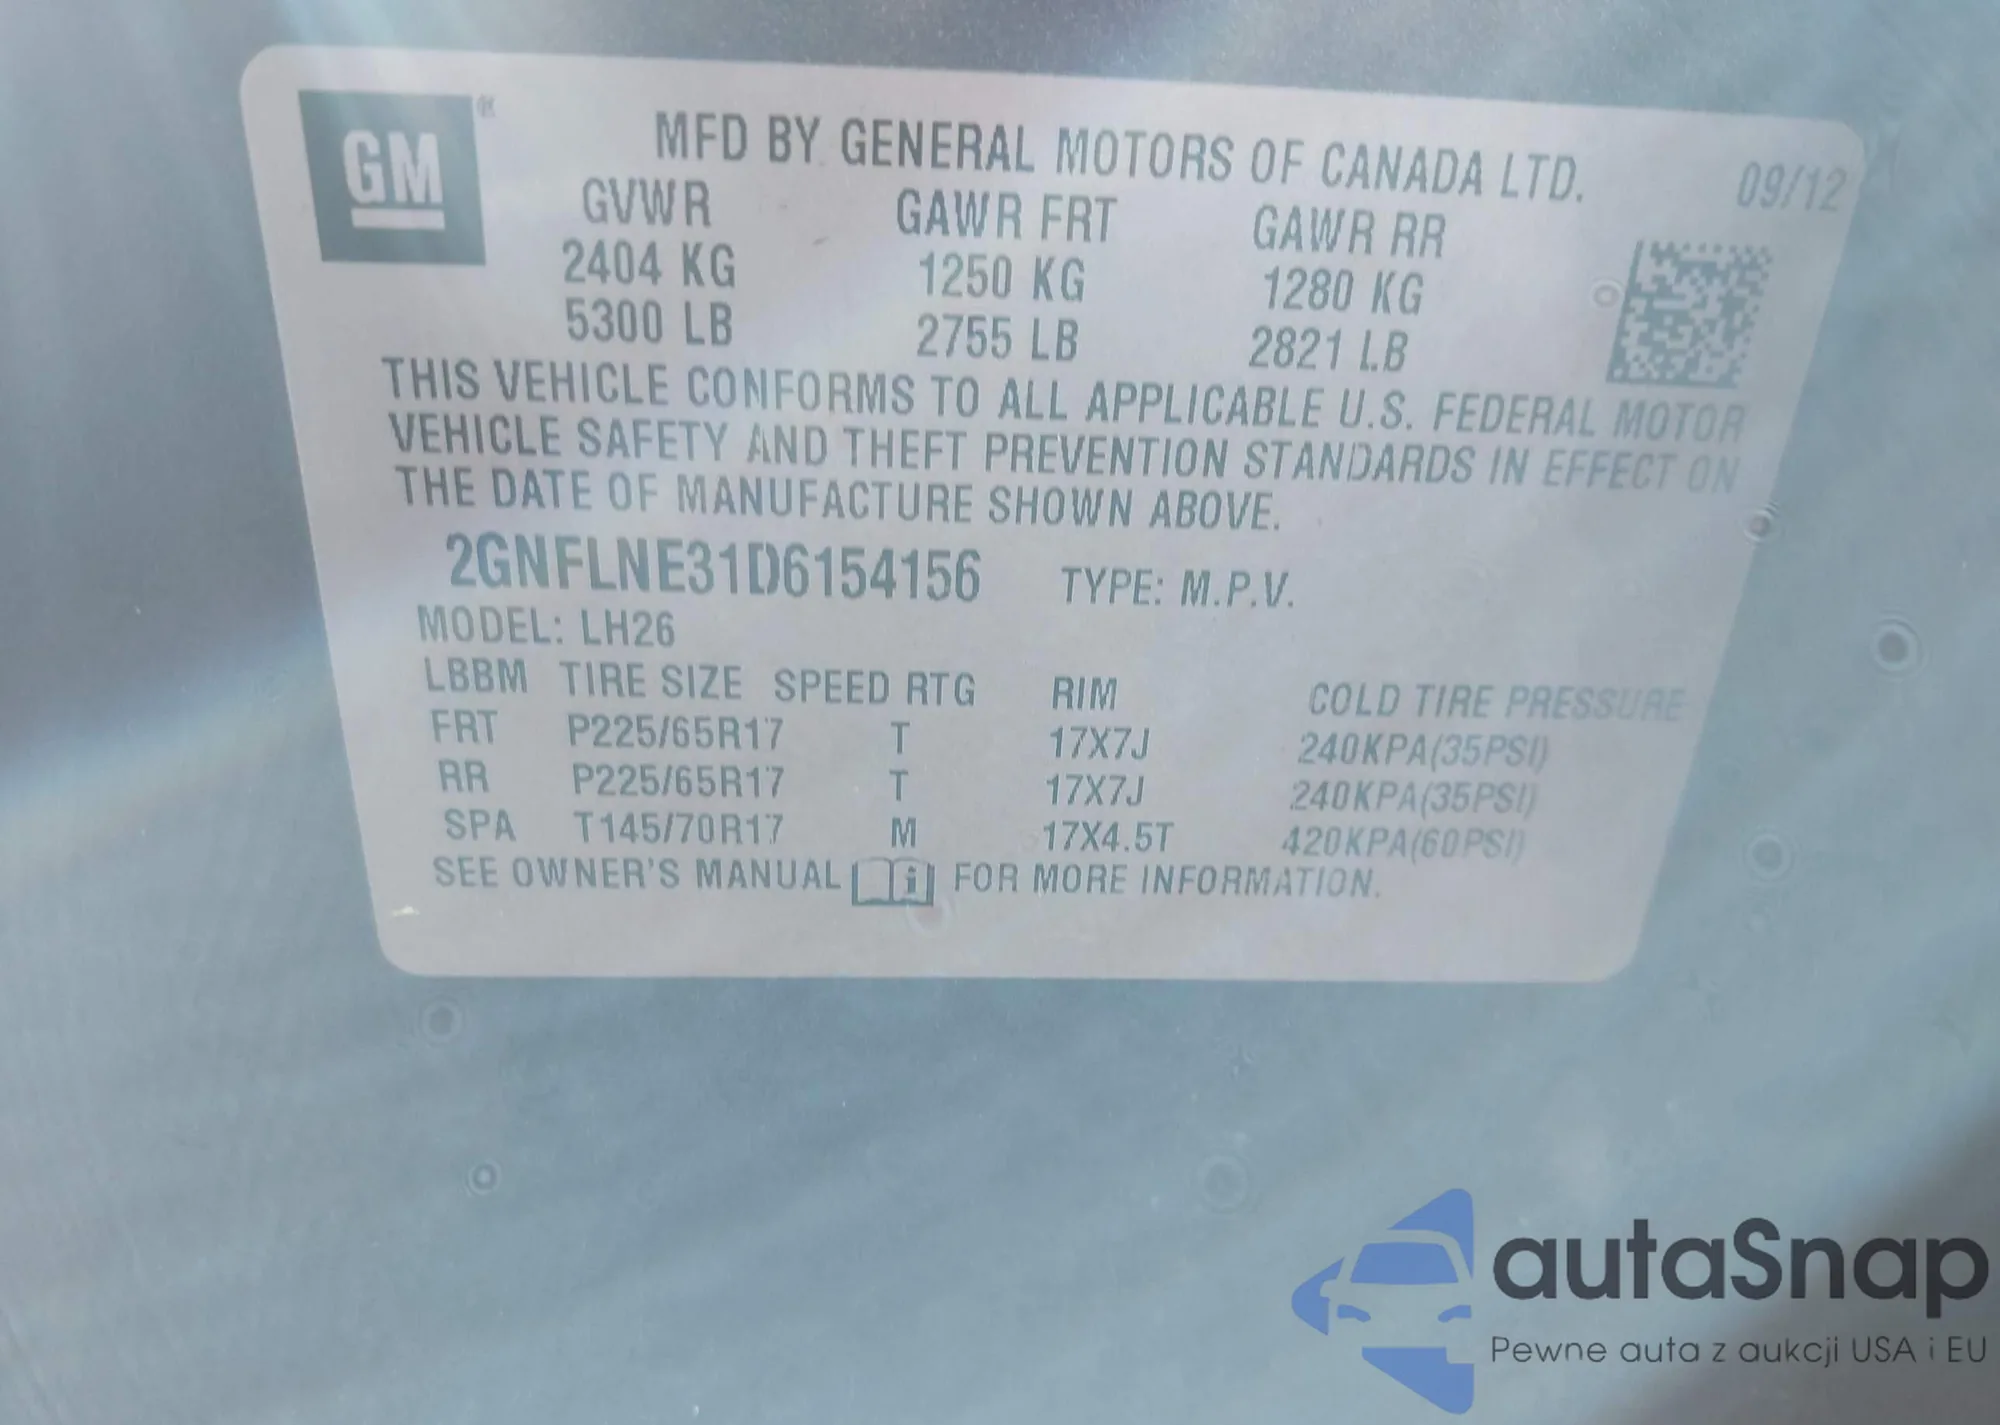 GM
MFD BY GENERAL MOTORS OF CANADA LTD. 09/12
GVWR GAWR FRT GAWR RR
2404 KG 1250 KG 1280 KG
5300 LB 2755 LB 2821 LB
THIS VEHICLE CONFORMS TO ALL APPLICABLE U.S. FEDERAL MOTOR
VEHICLE SAFETY AND THEFT PREVENTION STANDARDS IN EFFECT ON
THE DATE OF MANUFACTURE SHOWN ABOVE.
2GNFLNE31D6154156 TYPE: M.P.V.
MODEL: LH26
LBBM TIRE SIZE SPEED RTG RIM COLD TIRE PRESSURE
FRT P225/65R17 T 17X7J 240KPA(35PSI)
RR P225/65R17 T 17X7J 240KPA(35PSI)
SPA T145/70R17 M 17X4.5T 420KPA(60PSI)
SEE OWNER'S MANUAL i FOR MORE INFORMATION.
autaSnap
Pewne auta z aukcji USA i EU